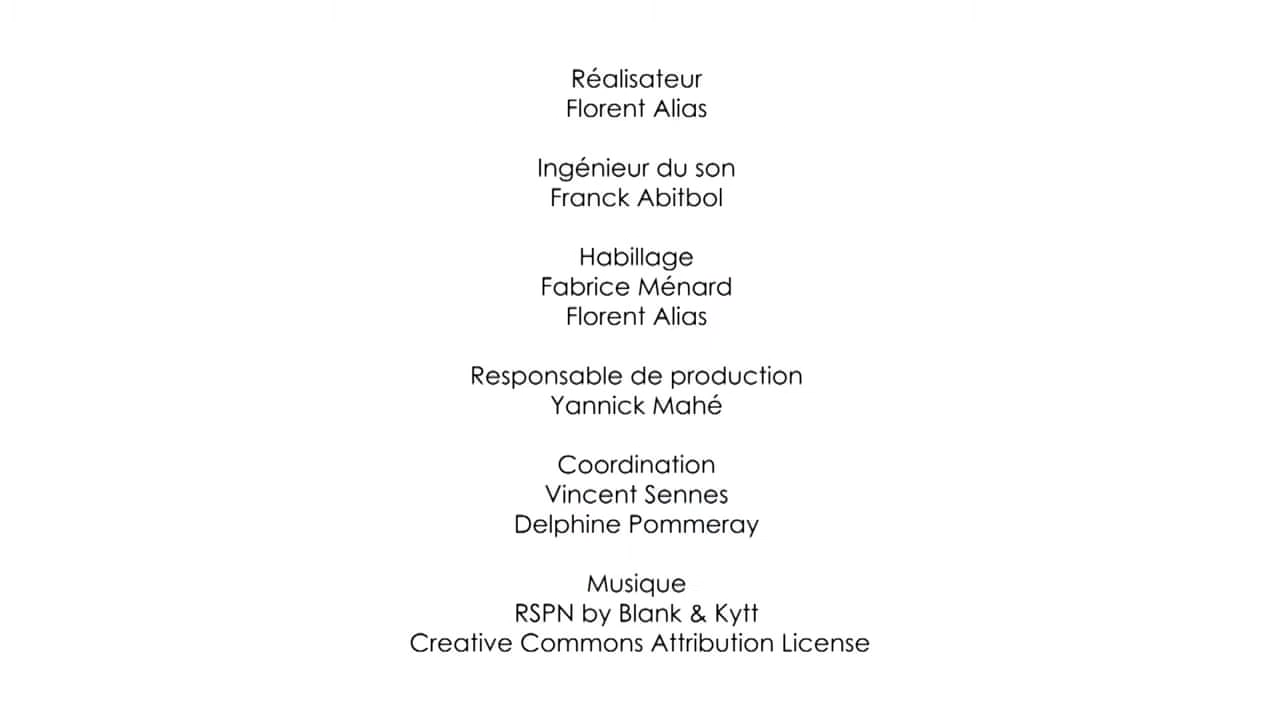 Réalisateur
Florent Alias
Ingénieur du son
Franck Abitbol
Habillage
Fabrice Ménard
Florent Alias
Responsable de production
Yannick Mahé
Coordination
Vincent Sennes
Delphine Pommeray
Musique
RSPN by Blank & Kytt
Creative Commons Attribution License